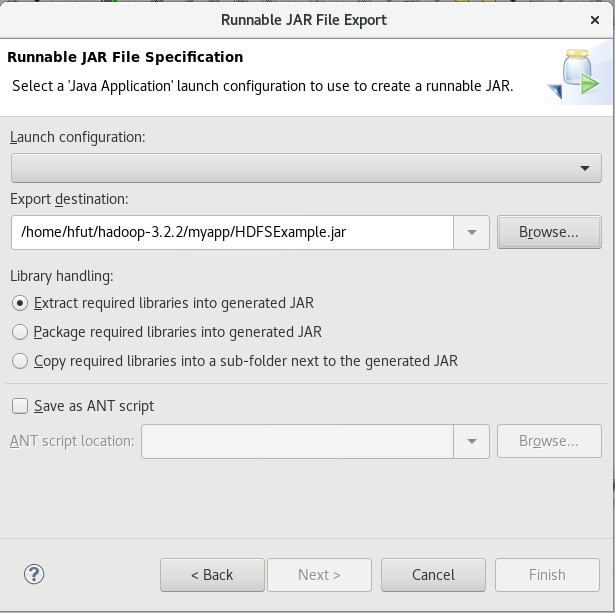 Runnable JAR File Export
Runnable JAR File Specification
Select a 'Java Application' launch configuration to use to create a runnable JAR.
Launch configuration:
Export destination:
/home/hfut/hadoop-3.2.2/myapp/HDFSExample.jar
Browse...
Library handling:
Extract required libraries into generated JAR
Package required libraries into generated JAR
Copy required libraries into a sub-folder next to the generated JAR
Save as ANT script
ANT script location:
Browse...
< Back
Next >
Cancel
Finish